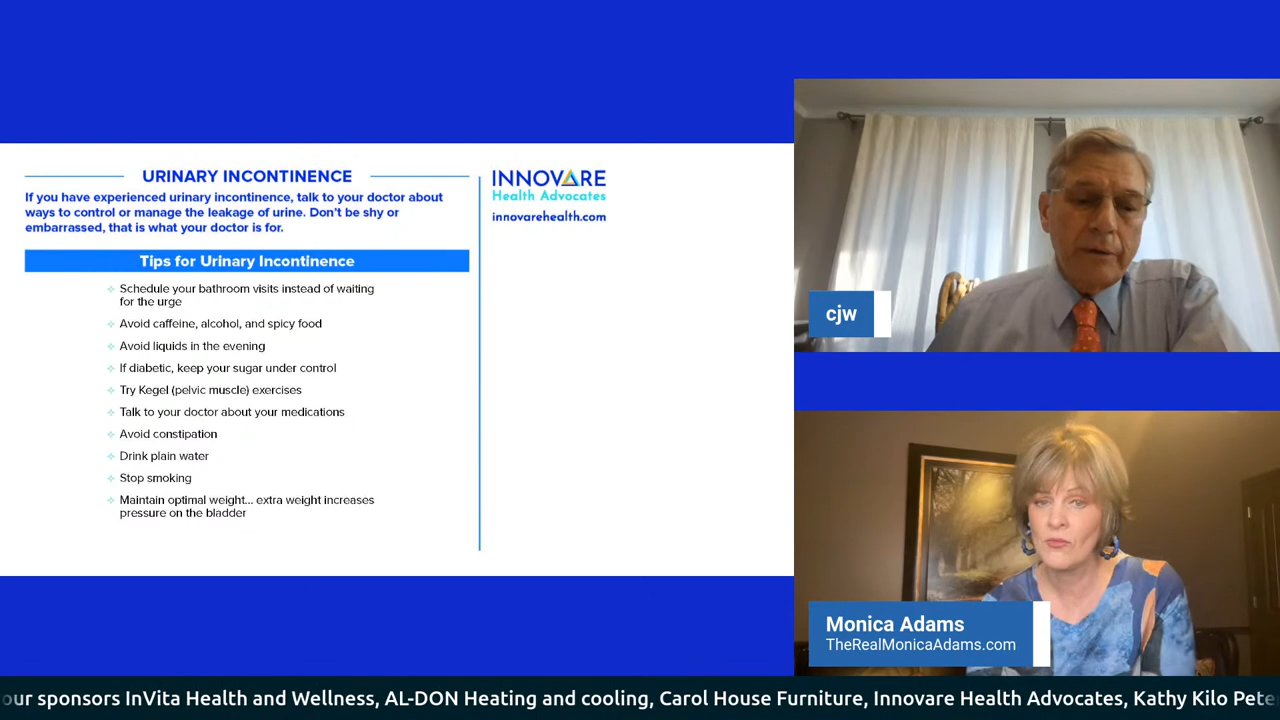 URINARY INCONTINENCE
If you have experienced urinary incontinence, talk to your doctor about
ways to control or manage the leakage of urine. Don't be shy or
embarrassed, that is what your doctor is for.
Tips for Urinary Incontinence
Schedule your bathroom visits instead of waiting
for the urge
Avoid caffeine, alcohol, and spicy food
Avoid liquids in the evening
If diabetic, keep your sugar under control
Try Kegel (pelvic muscle) exercises
Talk to your doctor about your medications
Avoid constipation
Drink plain water
Stop smoking
Maintain optimal weight... extra weight increases
pressure on the bladder
INNOVARE
Health Advocates
innovarehealth.com
cjw
Monica Adams
TheRealMonicaAdams.com
our sponsors InVita Health and Wellness, AL-DON Heating and cooling, Carol House Furniture, Innovare Health Advocates, Kathy Kilo Pete